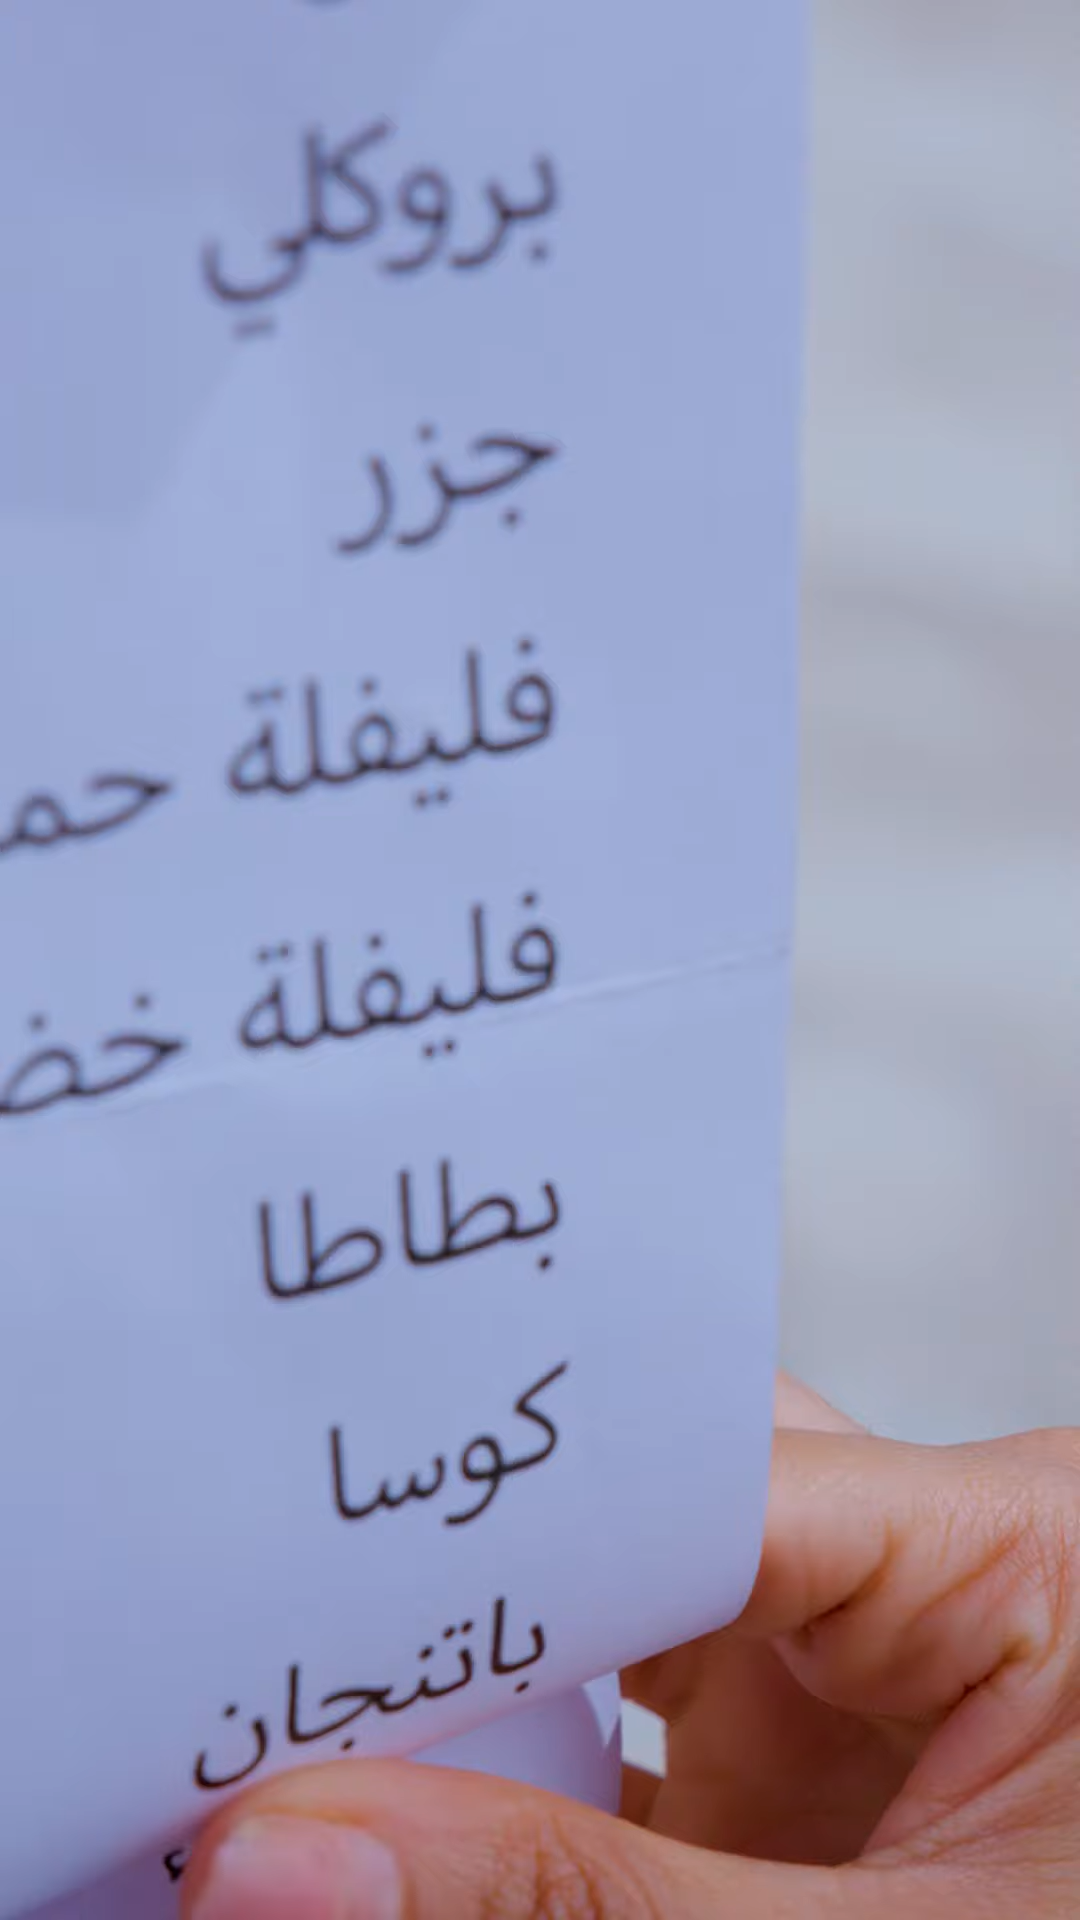 بروكلي
جزر
فليفلة
فليفلة
بطاطا
كوسا
باتنجان